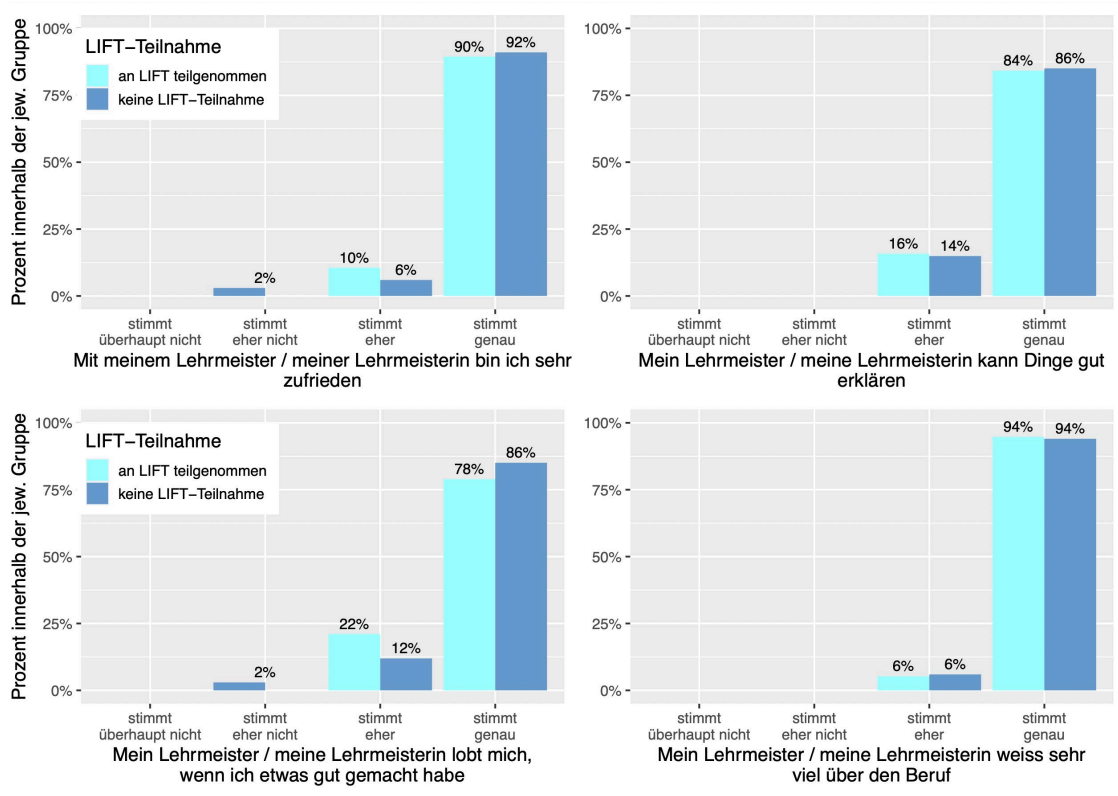 Prozent innerhalb der jew. Gruppe
100%
75%
50%
25%
0%
LIFT−Teilnahme
an LIFT teilgenommen
keine LIFT−Teilnahme
2%
10%
6%
90%
92%
stimmt
überhaupt nicht
stimmt
eher nicht
stimmt
eher
stimmt
genau
Mit meinem Lehrmeister / meiner Lehrmeisterin bin ich sehr
zufrieden
100%
75%
50%
25%
0%
16%
14%
84%
86%
stimmt
überhaupt nicht
stimmt
eher nicht
stimmt
eher
stimmt
genau
Mein Lehrmeister / meine Lehrmeisterin kann Dinge gut
erklären
Prozent innerhalb der jew. Gruppe
100%
75%
50%
25%
0%
LIFT−Teilnahme
an LIFT teilgenommen
keine LIFT−Teilnahme
2%
22%
12%
78%
86%
stimmt
überhaupt nicht
stimmt
eher nicht
stimmt
eher
stimmt
genau
Mein Lehrmeister / meine Lehrmeisterin lobt mich,
wenn ich etwas gut gemacht habe
100%
75%
50%
25%
0%
6%
6%
94%
94%
stimmt
überhaupt nicht
stimmt
eher nicht
stimmt
eher
stimmt
genau
Mein Lehrmeister / meine Lehrmeisterin weiss sehr
viel über den Beruf